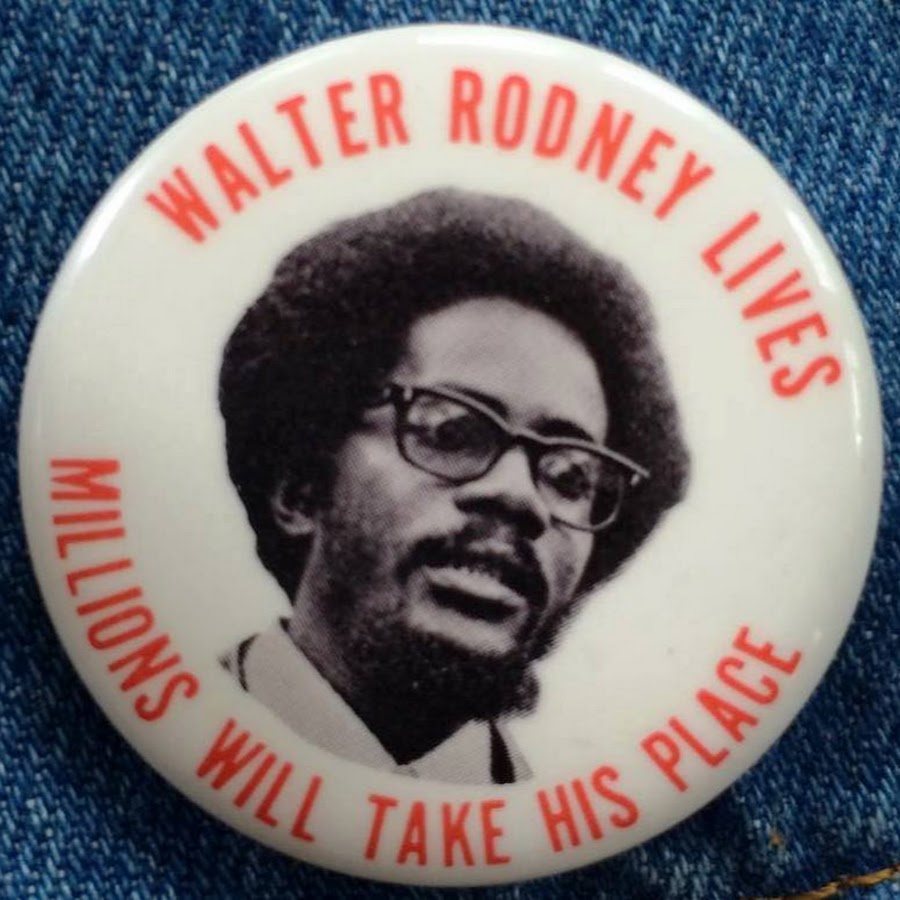 WALTER RODNEY LIVES
MILLIONS WILL TAKE HIS PLACE